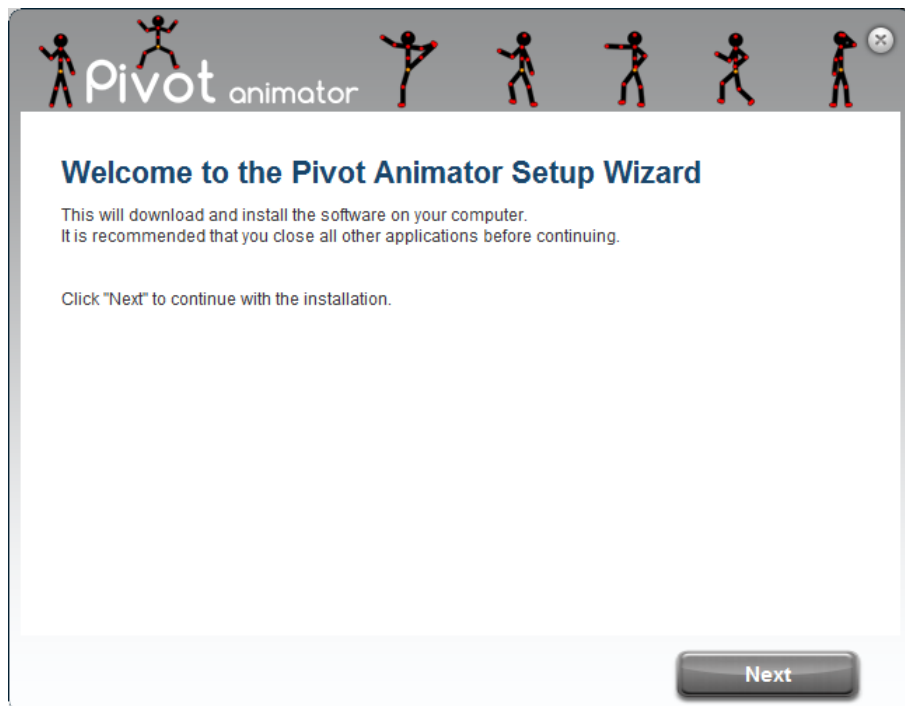 Pivot animator
Welcome to the Pivot Animator Setup Wizard
This will download and install the software on your computer.
It is recommended that you close all other applications before continuing.
Click "Next" to continue with the installation.
Next